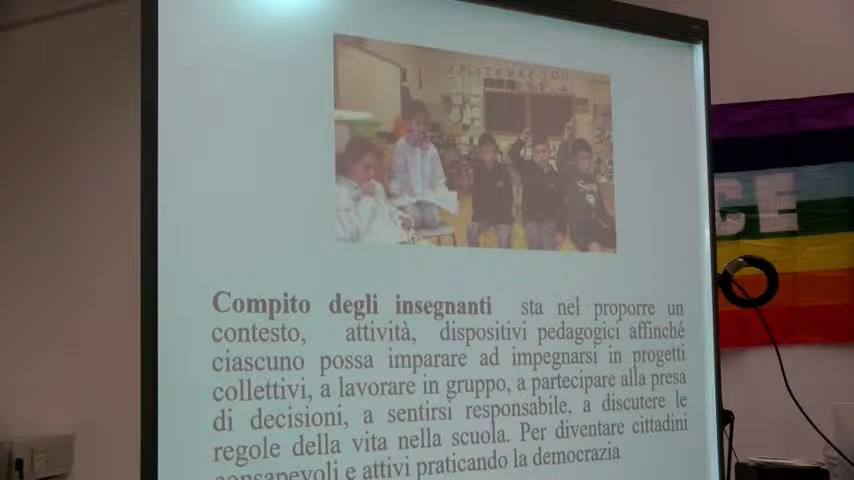 Compito degli insegnanti sta nel proporre un
contesto, attività, dispositivi pedagogici affinché
ciascuno possa imparare ad impegnarsi in progetti
collettivi, a lavorare in gruppo, a partecipare alla presa
di decisioni, a sentirsi responsabile, a discutere le
regole della vita nella scuola. Per diventare cittadini
consapevoli e attivi praticando la democrazia
CE